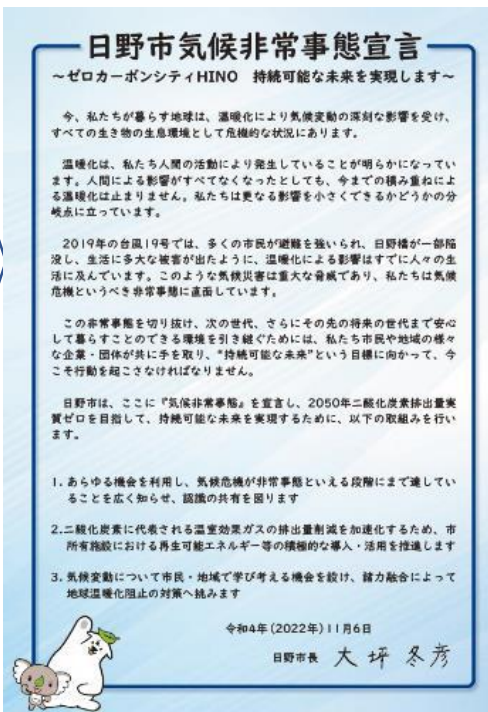 日野市気候非常事態宣言
～ゼロカーボンシティHINO　持続可能な未来を実現します～
今、私たちが暮らす地球は、温暖化により気候変動の深刻な影響を受け、
すべての生き物の生息環境として危機的な状況にあります。
温暖化は、私たち人間の活動により発生していることが明らかになってい
ます。人間による影響がすべてなくなったとしても、今までの積み重ねによ
る温暖化は止まりません。私たちは更なる影響を小さくできるかどうかの分
岐点に立っています。
2019年の台風19号では、多くの市民が避難を強いられ、日野橋が一部陥
没し、生活に多大な被害が出たように、温暖化による影響はすでに人々の生
活に及んでいます。このような気候災害は重大な脅威であり、私たちは気候
危機というべき非常事態に直面しています。
この非常事態を切り抜け、次の世代、さらにその先の将来の世代まで安心
して暮らすことのできる環境を引き継ぐためには、私たち市民や地域の様々
な企業・団体が共に手を取り、“持続可能な未来”という目標に向かって、今
こそ行動を起こさなければなりません。
日野市は、ここに『気候非常事態』を宣言し、2050年二酸化炭素排出量実
質ゼロを目指して、持続可能な未来を実現するために、以下の取組みを行い
ます。
1. あらゆる機会を利用し、気候危機が非常事態といえる段階にまで達してい
ることを広く知らせ、認識の共有を図ります
2.二酸化炭素に代表される温室効果ガスの排出量削減を加速化するため、市
所有施設における再生可能エネルギー等の積極的な導入・活用を推進します
3. 気候変動について市民・地域で学び考える機会を設け、諸力融合によって
地球温暖化阻止の対策へ挑みます
令和4年(2022年)11月6日
日野市長 大坪冬彦